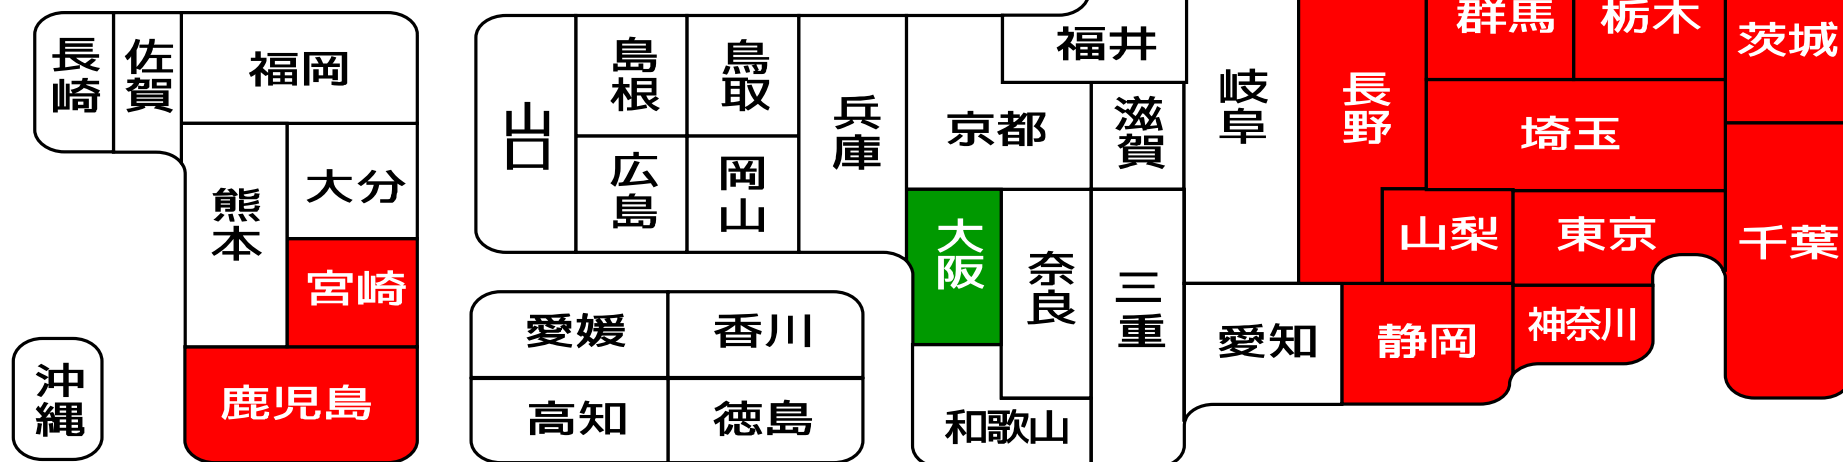 長崎
佐賀
福岡
熊本
大分
宮崎
鹿児島
沖縄
山口
島根
鳥取
広島
岡山
兵庫
愛媛
香川
高知
徳島
福井
京都
滋賀
大阪
奈良
三重
和歌山
岐阜
愛知
長野
静岡
群馬
栃木
茨城
埼玉
山梨
東京
神奈川
千葉